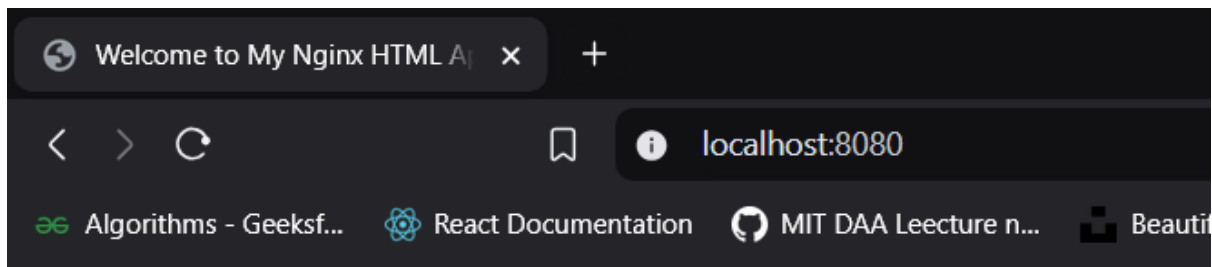 Welcome to My Nginx HTML A
localhost:8080
Algorithms - Geeksf... React Documentation MIT DAA Leecture n... Beautif